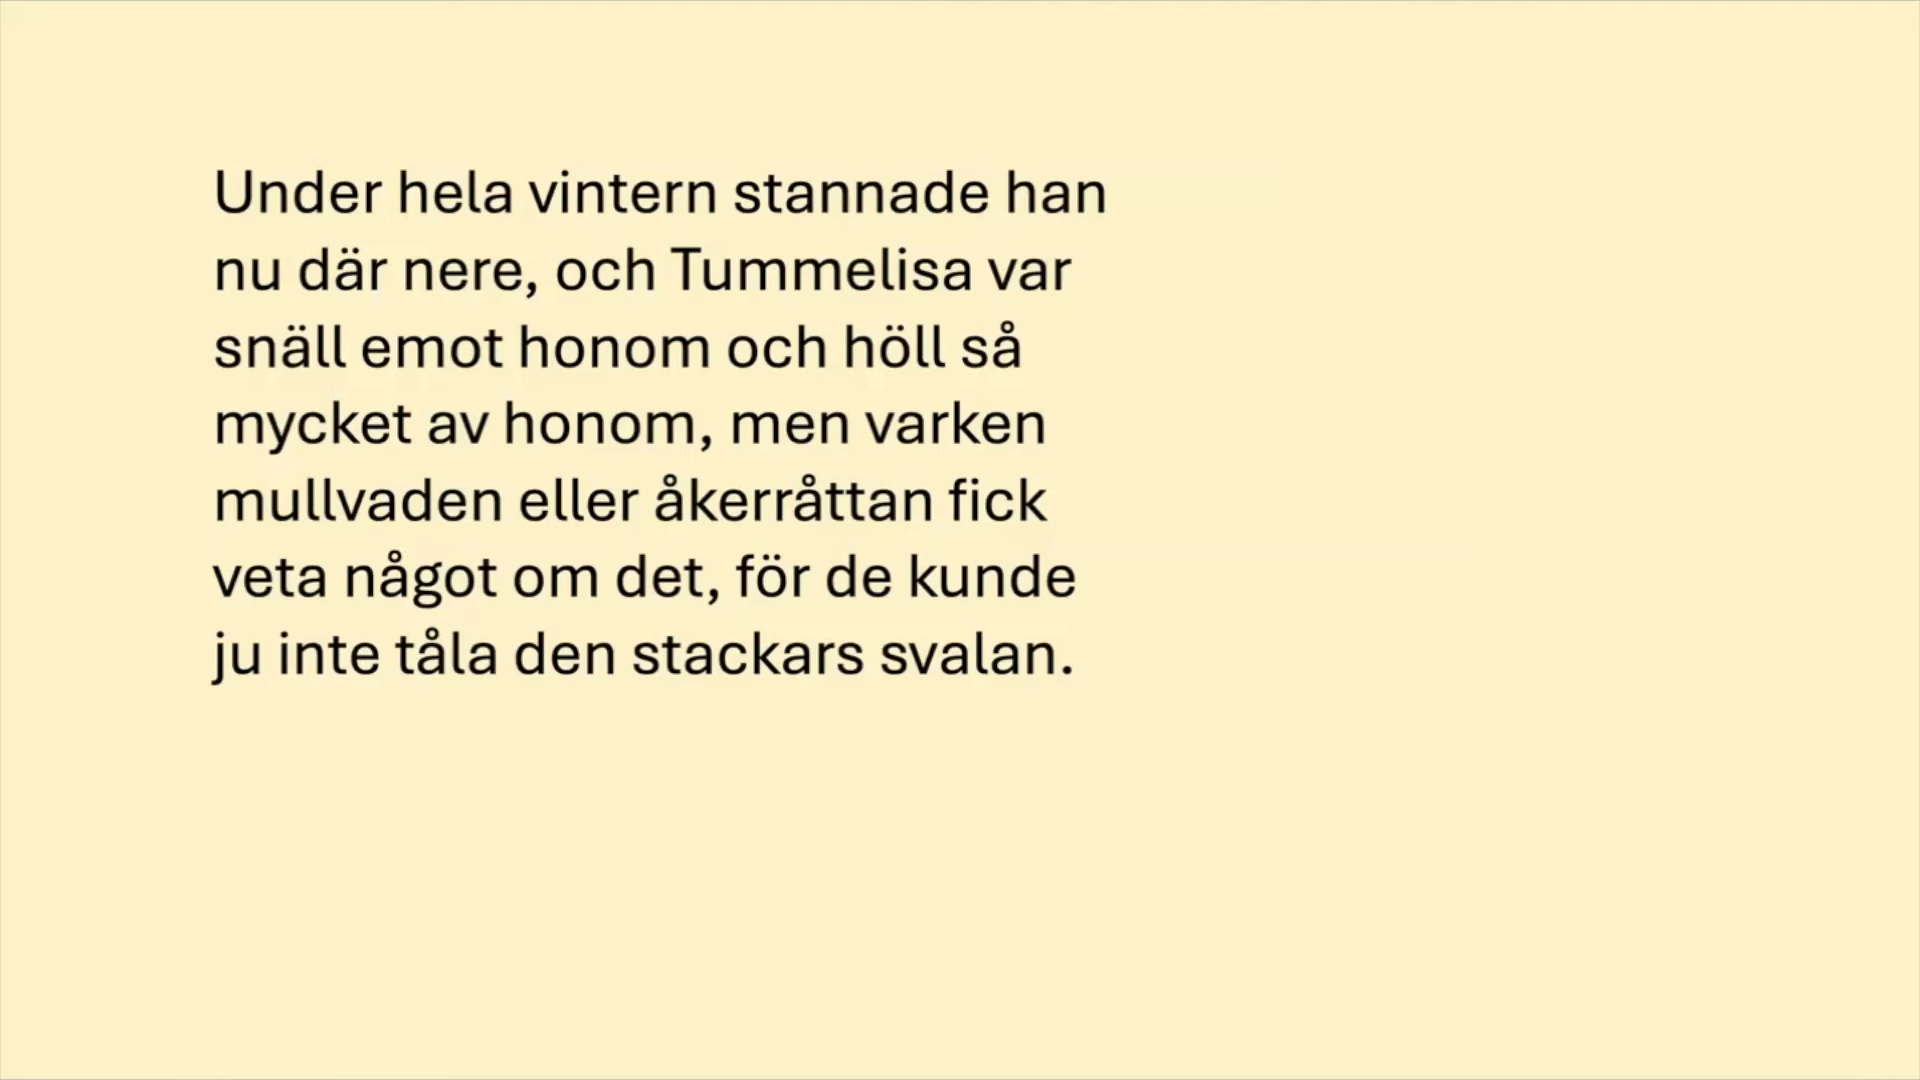 Under hela vintern stannade han
nu där nere, och Tummelisa var
snäll emot honom och höll så
mycket av honom, men varken
mullvaden eller åkerråttan fick
veta något om det, för de kunde
ju inte tåla den stackars svalan.